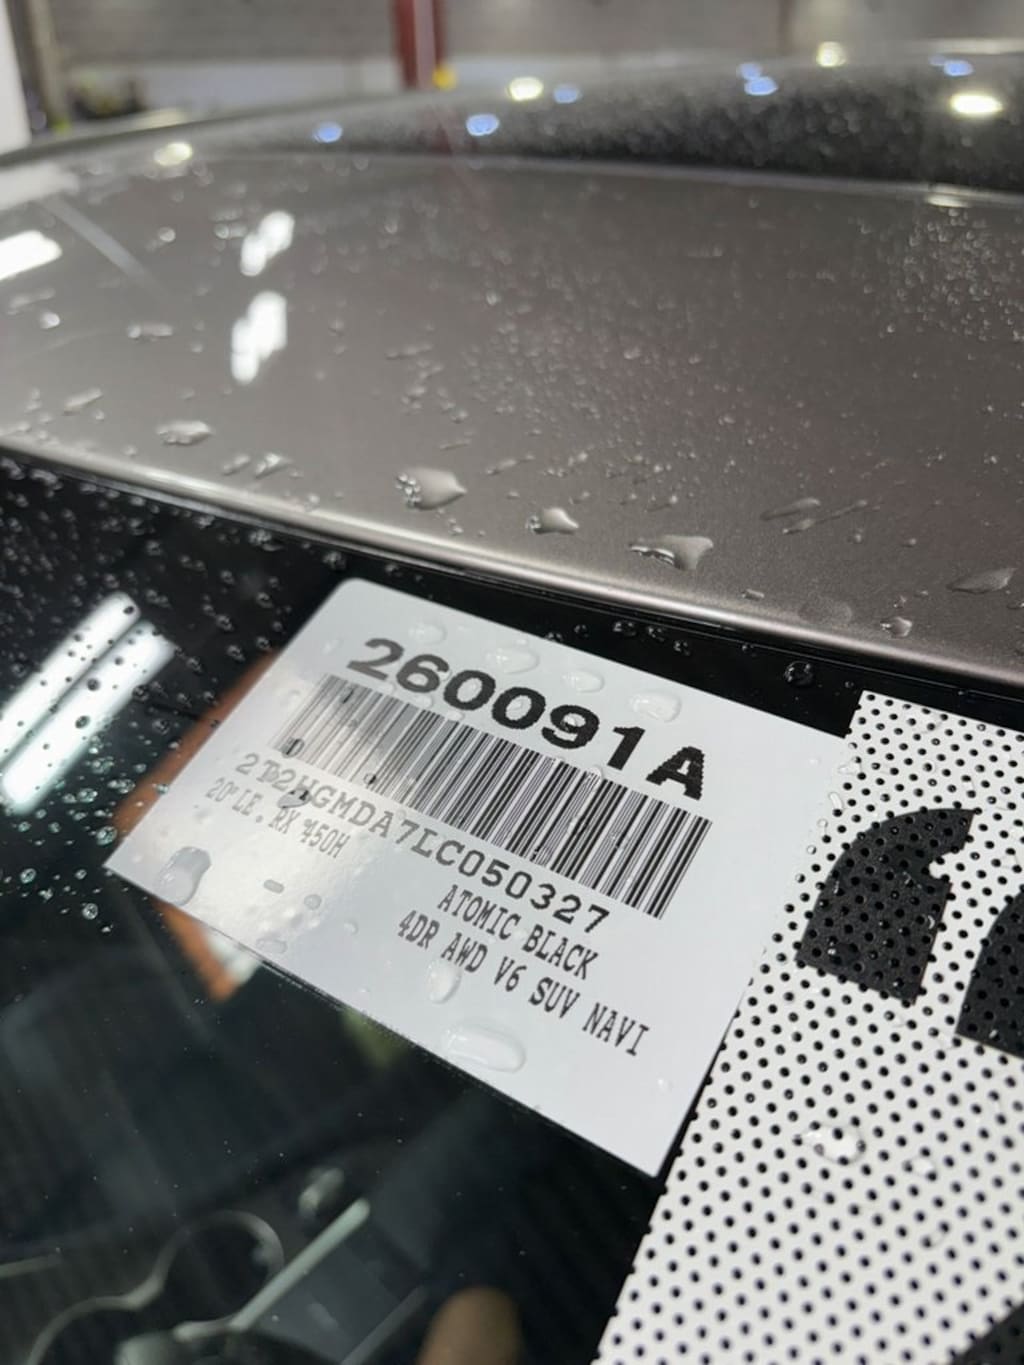 260091A
2T2HGMDA7LC050327
20 LE. RX 450H
ATOMIC BLACK
4DR AWD V6 SUV NAVI